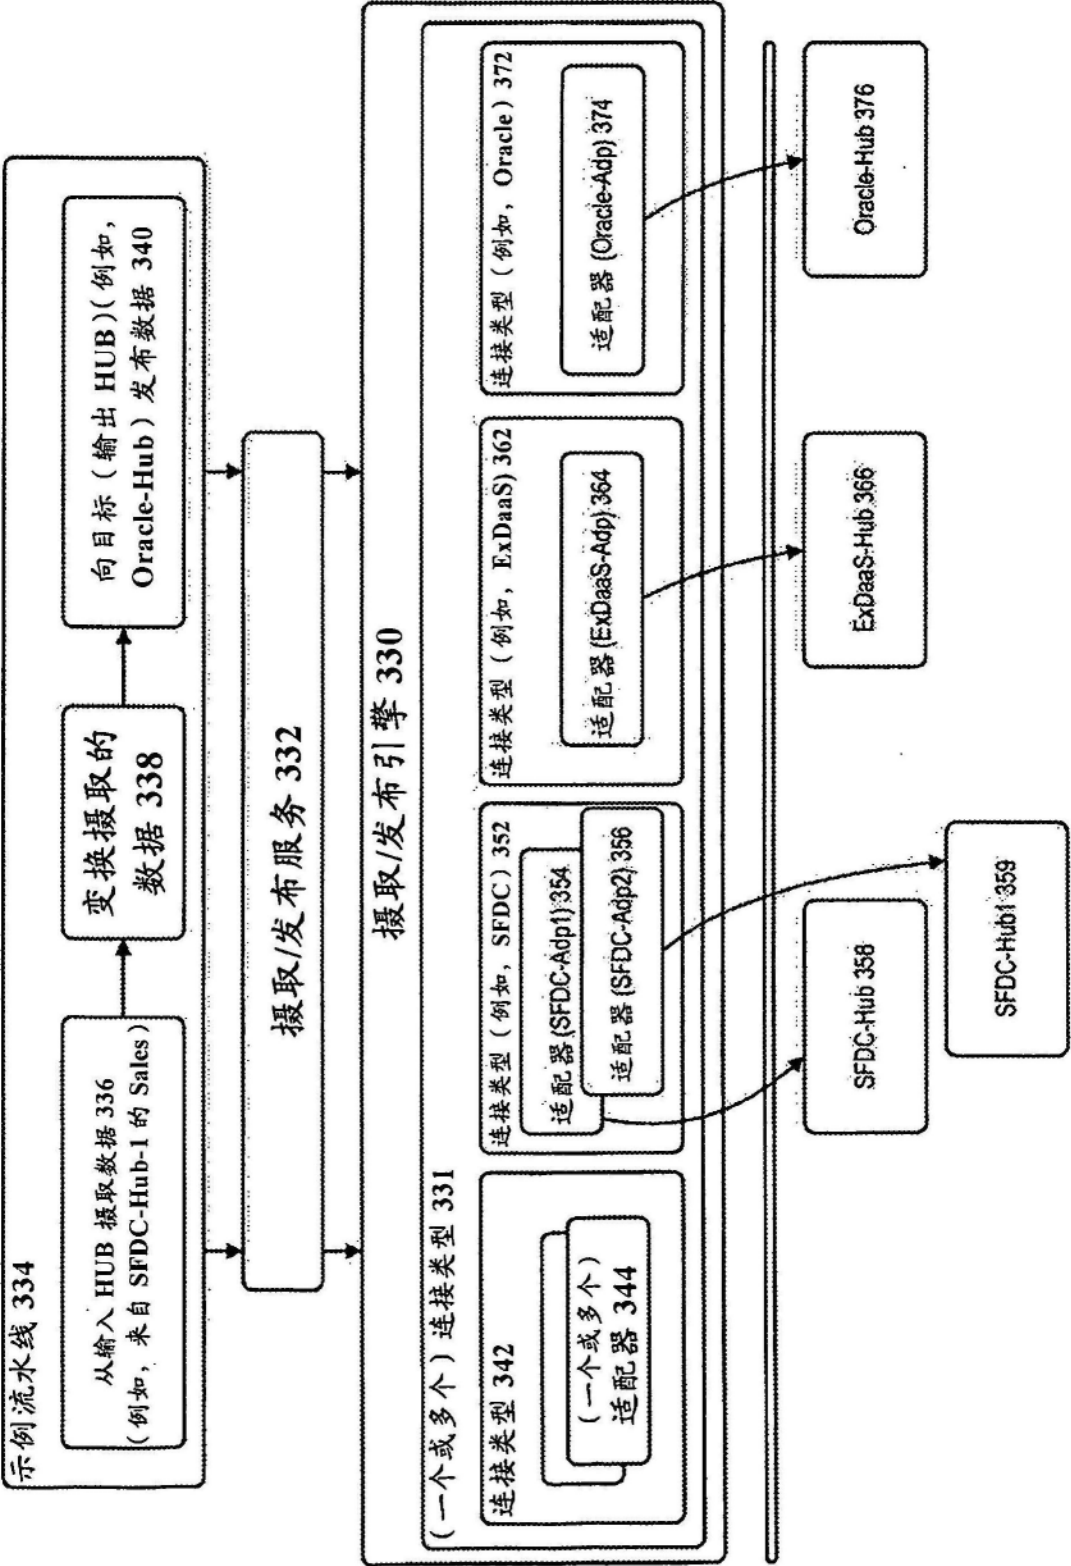 示例流水线 334
从输入 HUB 摄取数据 336
(例如，来自 SFDC-Hub-1 的 Sales)
变换摄取的
数据 338
向目标（输出 HUB)(例如，
Oracle-Hub）发布数据 340
摄取/发布服务 332
摄取/发布引擎 330
(一个或多个）连接类型 331
连接类型 342
(一个或多个)
适配器 344
连接类型（例如，SFDC）352
适配器(SFDC-Adp1) 354
适配器(SFDC-Adp2) 356
连接类型（例如，ExDaaS) 362
适配器(ExDaaS-Adp) 364
连接类型（例如，Oracle）372
适配器(Oracle-Adp) 374
SFDC-Hub 358
SFDC-Hub1 359
ExDaaS-Hub 366
Oracle-Hub 376